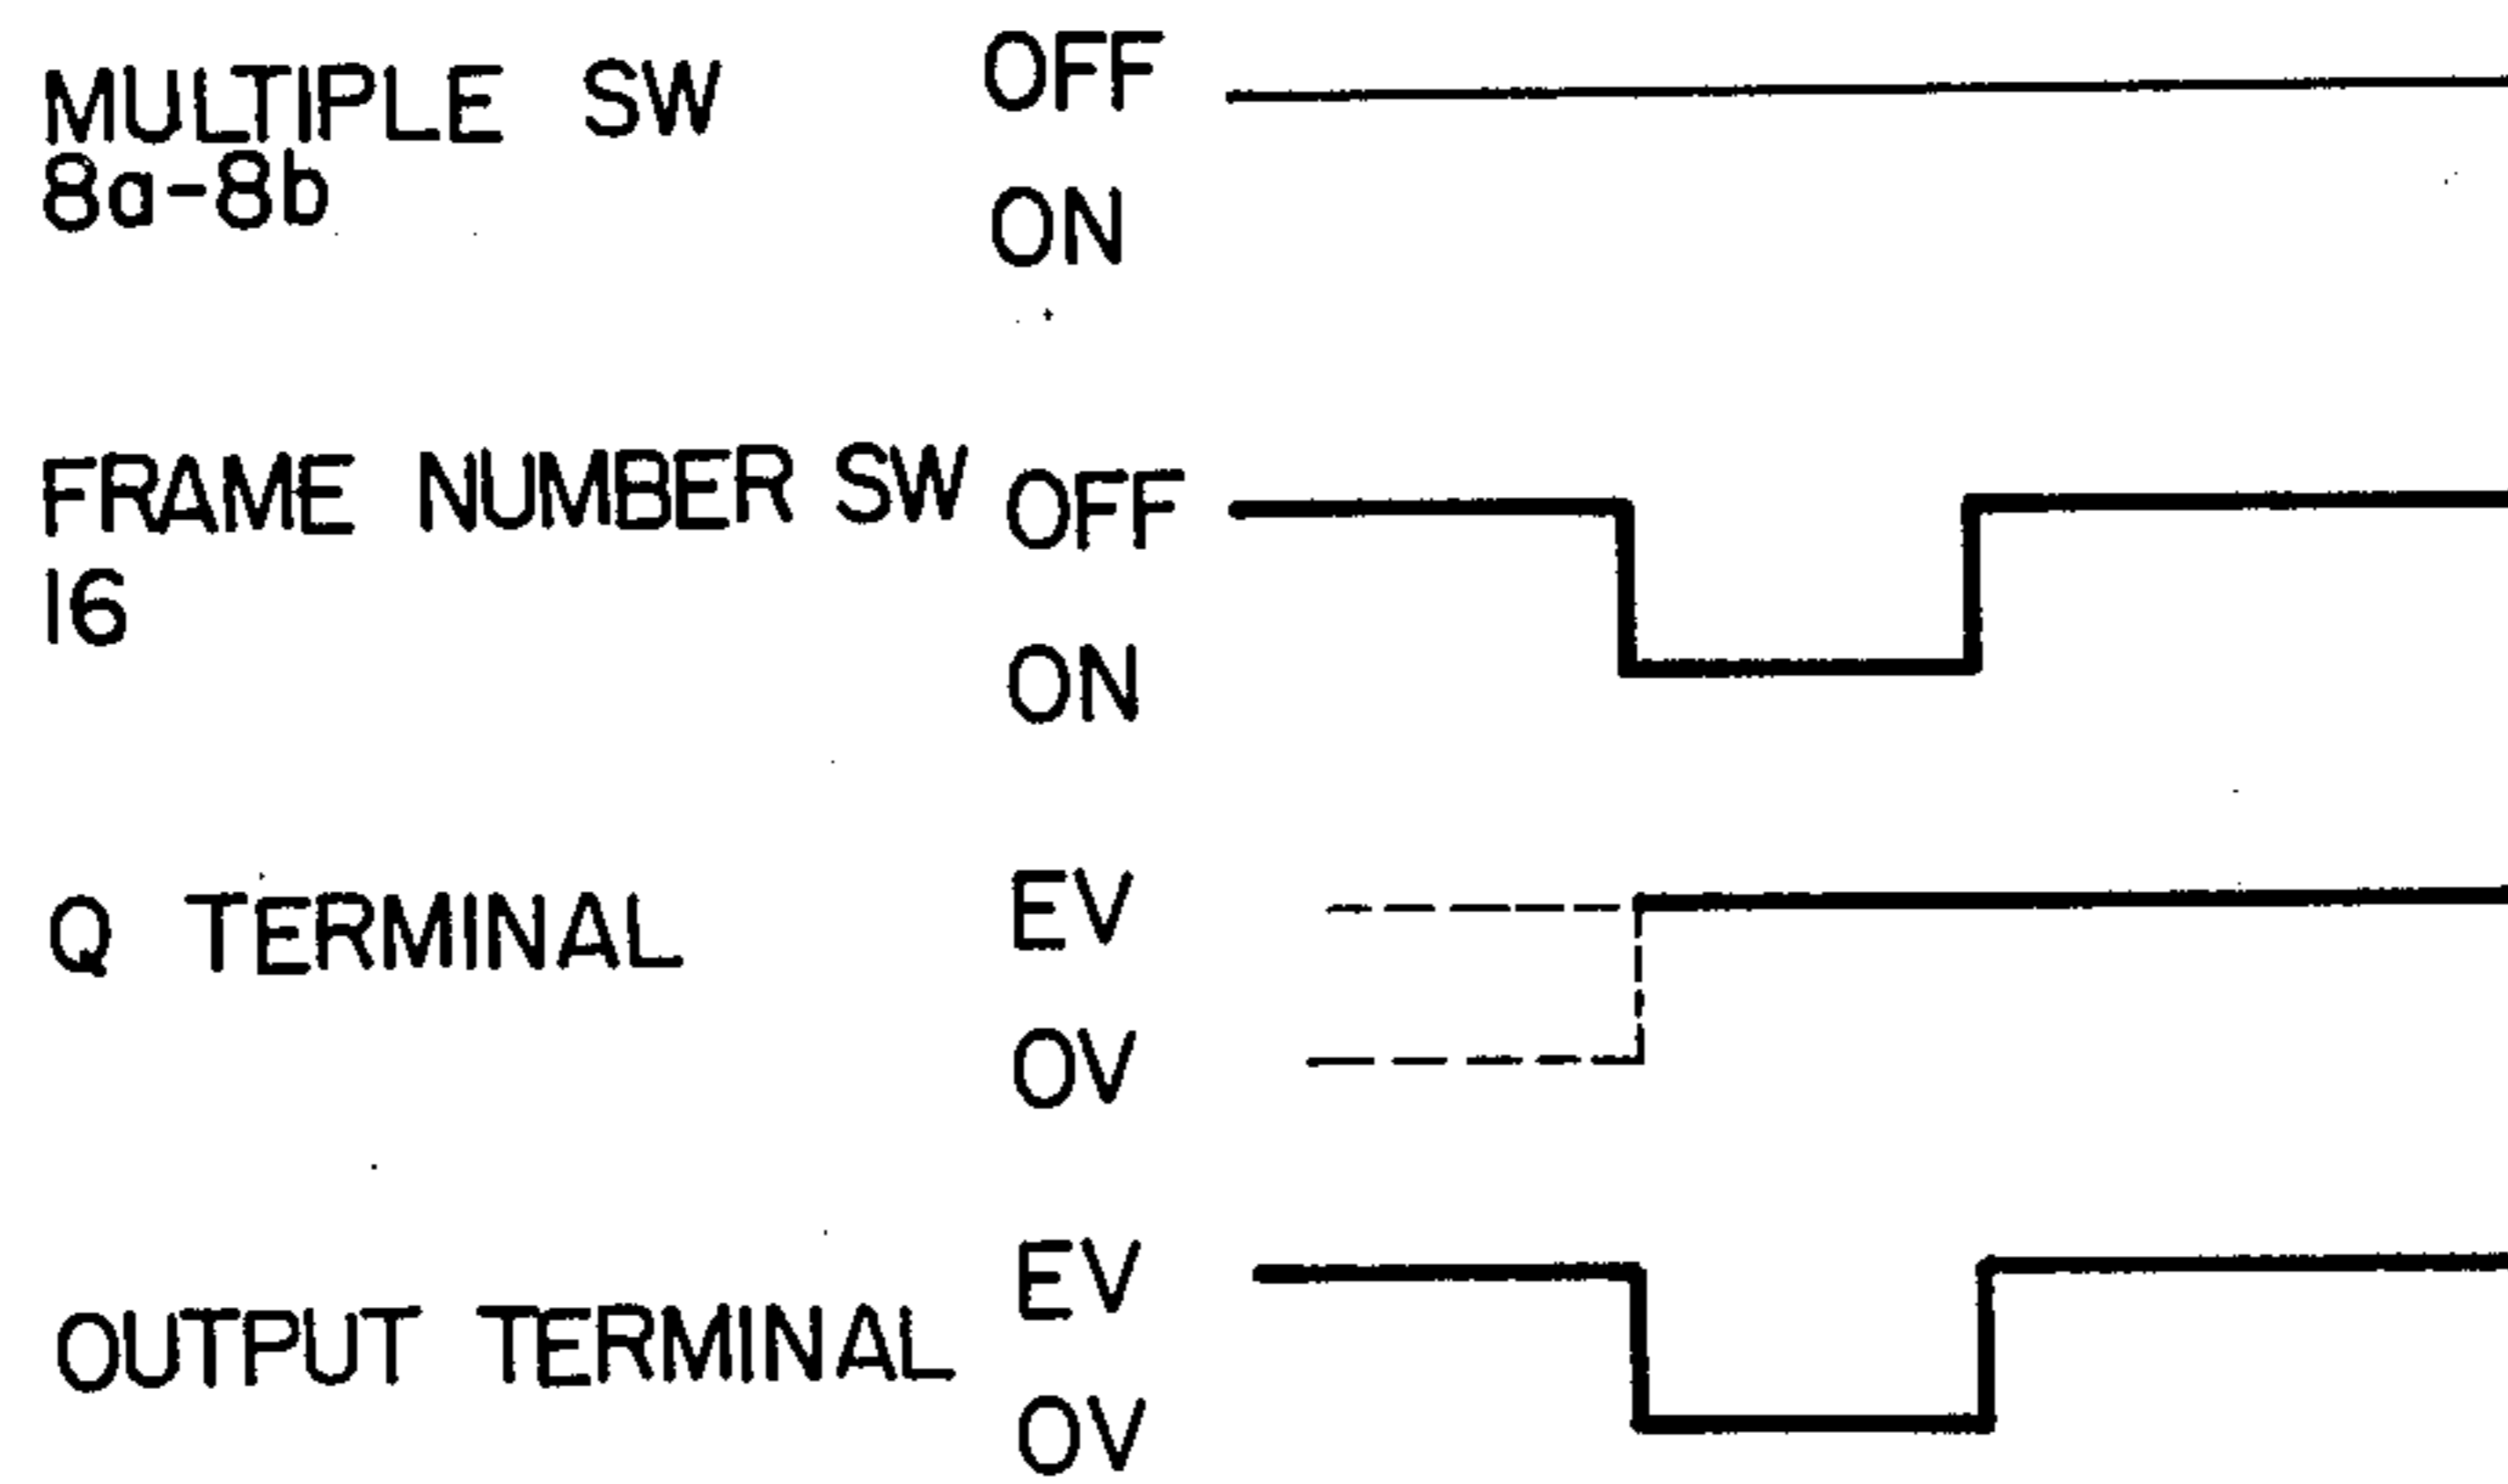 MULTIPLE SW OFF
8a-8b
ON
FRAME NUMBER SW OFF
16
ON
Q TERMINAL EV
OV
EV
OUTPUT TERMINAL
OV